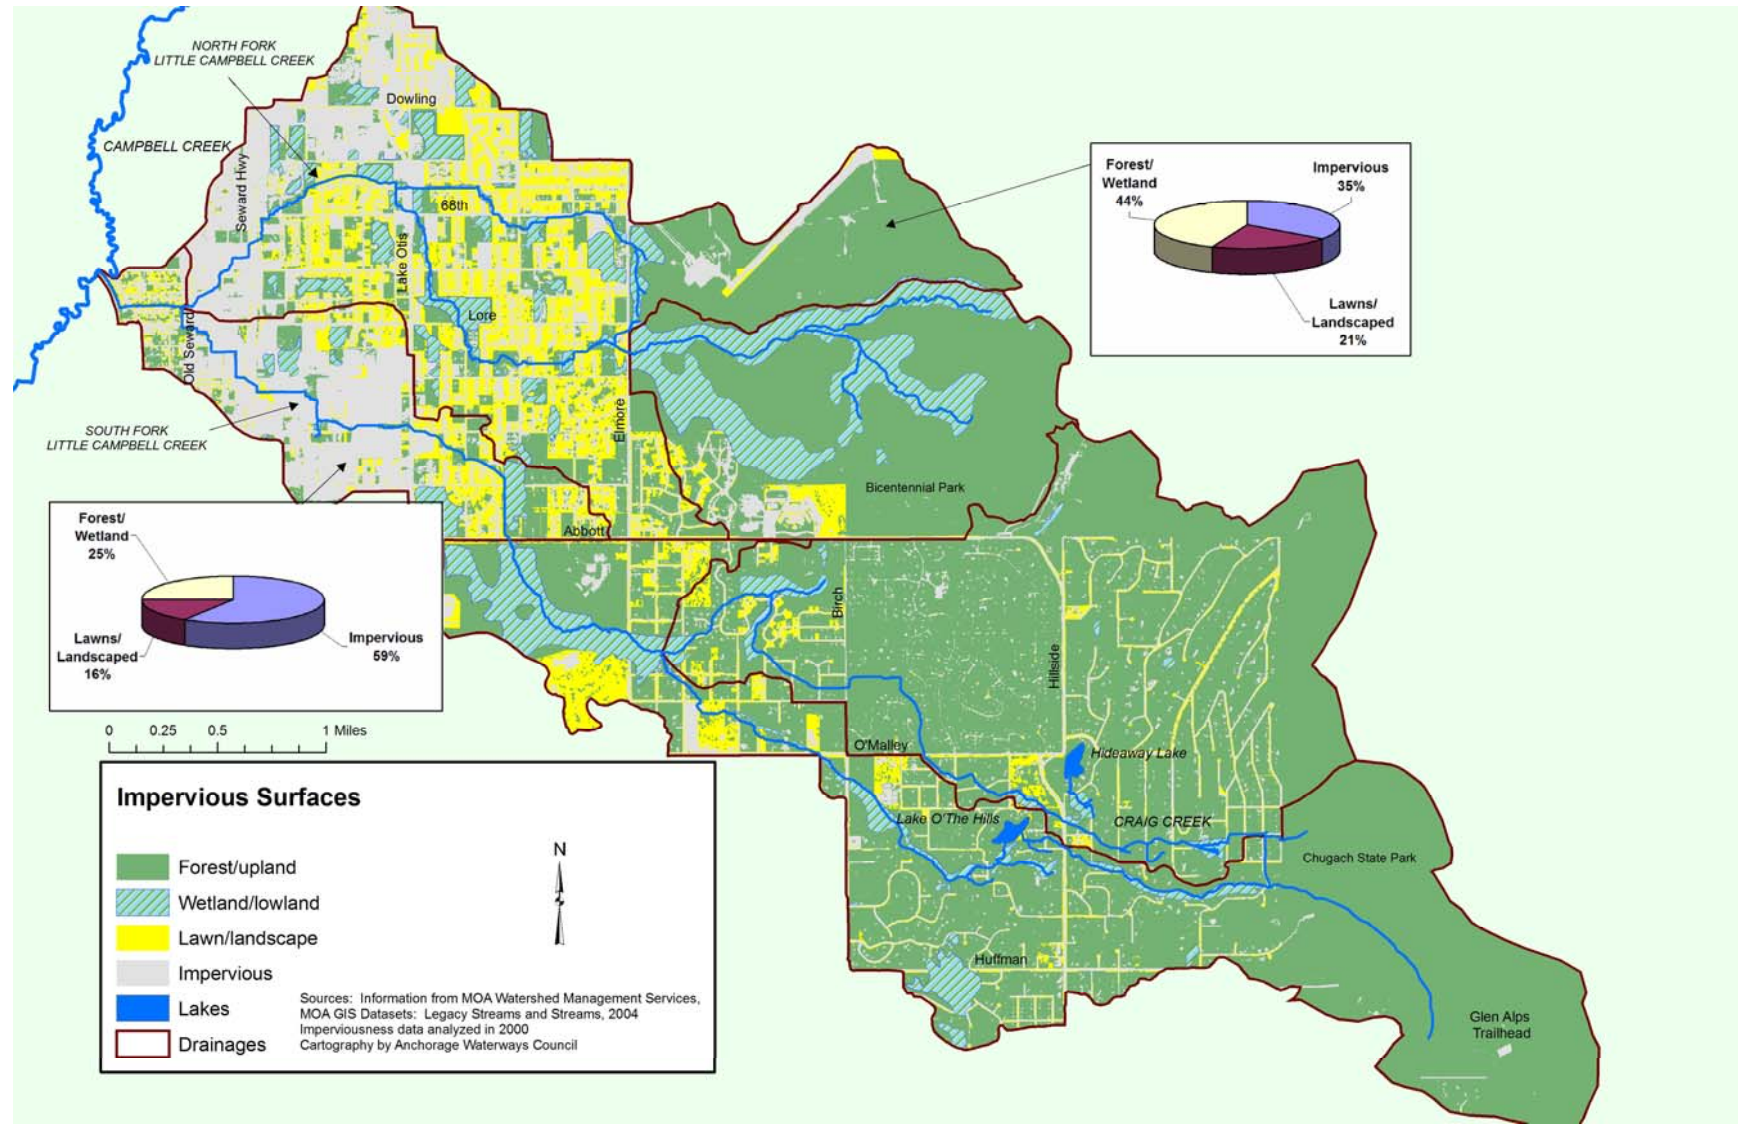 NORTH FORK
LITTLE CAMPBELL CREEK
Dowling
CAMPBELL CREEK
Seward Hwy
68th
Lake Otis
Lore
Old Seward
SOUTH FORK
LITTLE CAMPBELL CREEK
Elmore
Forest/
Wetland
44%
Impervious
35%
Lawns/
Landscaped
21%
Bicentennial Park
Abbott
Forest/
Wetland
25%
Lawns/
Landscaped
16%
Impervious
59%
Birch
Hillside
O'Malley
Hideaway Lake
Lake O'The Hills
CRAIG CREEK
Chugach State Park
Huffman
Glen Alps
Trailhead
0 0.25 0.5 1 Miles
Impervious Surfaces
N
Forest/upland
Wetland/lowland
Lawn/landscape
Impervious
Lakes
Drainages
Sources: Information from MOA Watershed Management Services,
MOA GIS Datasets: Legacy Streams and Streams, 2004
Imperviousness data analyzed in 2000
Cartography by Anchorage Waterways Council